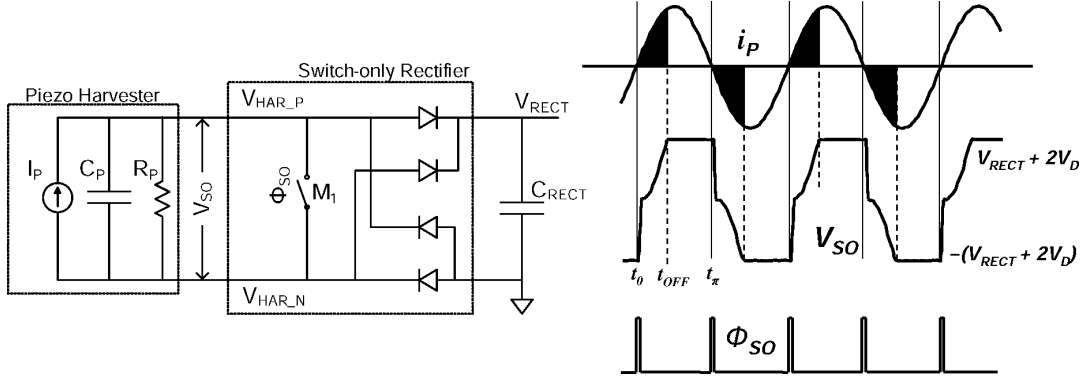 Switch-only Rectifier
Piezo Harvester
V_HAR_P
V_RECT
I_P
C_P
R_P
V_SO
Φ_SO
M_1
C_RECT
V_HAR_N
i_P
V_RECT + 2V_D
V_SO
-(V_RECT + 2V_D)
t_0
t_OFF
t_π
Φ_SO